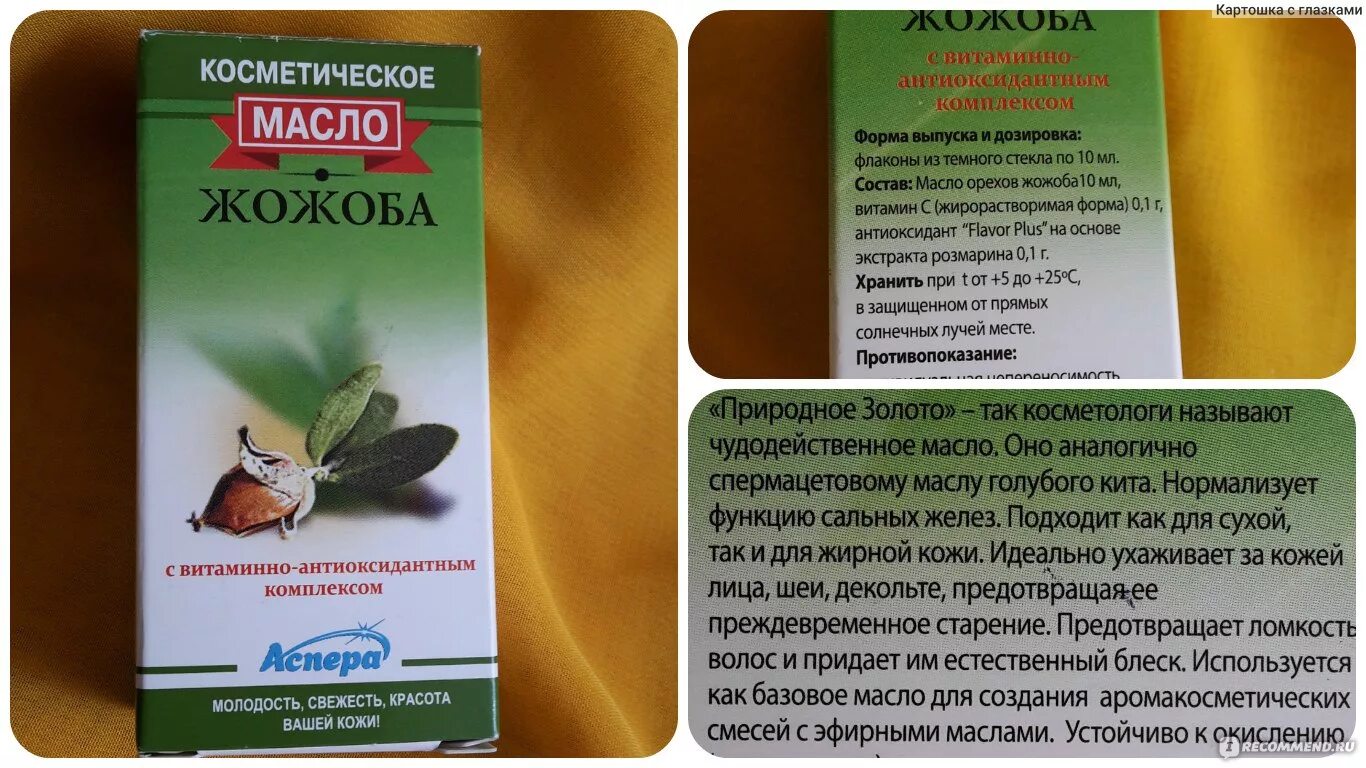 КОСМЕТИЧЕСКОЕ
МАСЛО
ЖОЖОБА
с витаминно-антиоксидантным
комплексом
Аспера
МОЛОДОСТЬ, СВЕЖЕСТЬ, КРАСОТА
ВАШЕЙ КОЖИ!
Картошка с глазками
ЖОЖОБА
с витаминно-
антиоксидантным
комплексом
Форма выпуска и дозировка:
флаконы из темного стекла по 10 мл.
Состав: Масло орехов жожоба10 мл,
витамин С (жирорастворимая форма) 0,1 г,
антиоксидант “Flavor Plus” на основе
экстракта розмарина 0,1 г.
Хранить при t от +5 до +25ºС,
в защищенном от прямых
солнечных лучей месте.
Противопоказание:
непереносимость
«Природное Золото» – так косметологи называют
чудодейственное масло. Оно аналогично
спермацетовому маслу голубого кита. Нормализует
функцию сальных желез. Подходит как для сухой,
так и для жирной кожи. Идеально ухаживает за кожей
лица, шеи, декольте, предотвращая ее
преждевременное старение. Предотвращает ломкость
волос и придает им естественный блеск. Используется
как базовое масло для создания аромакосметических
смесей с эфирными маслами. Устойчиво к окислению
IRECOMMEND.RU